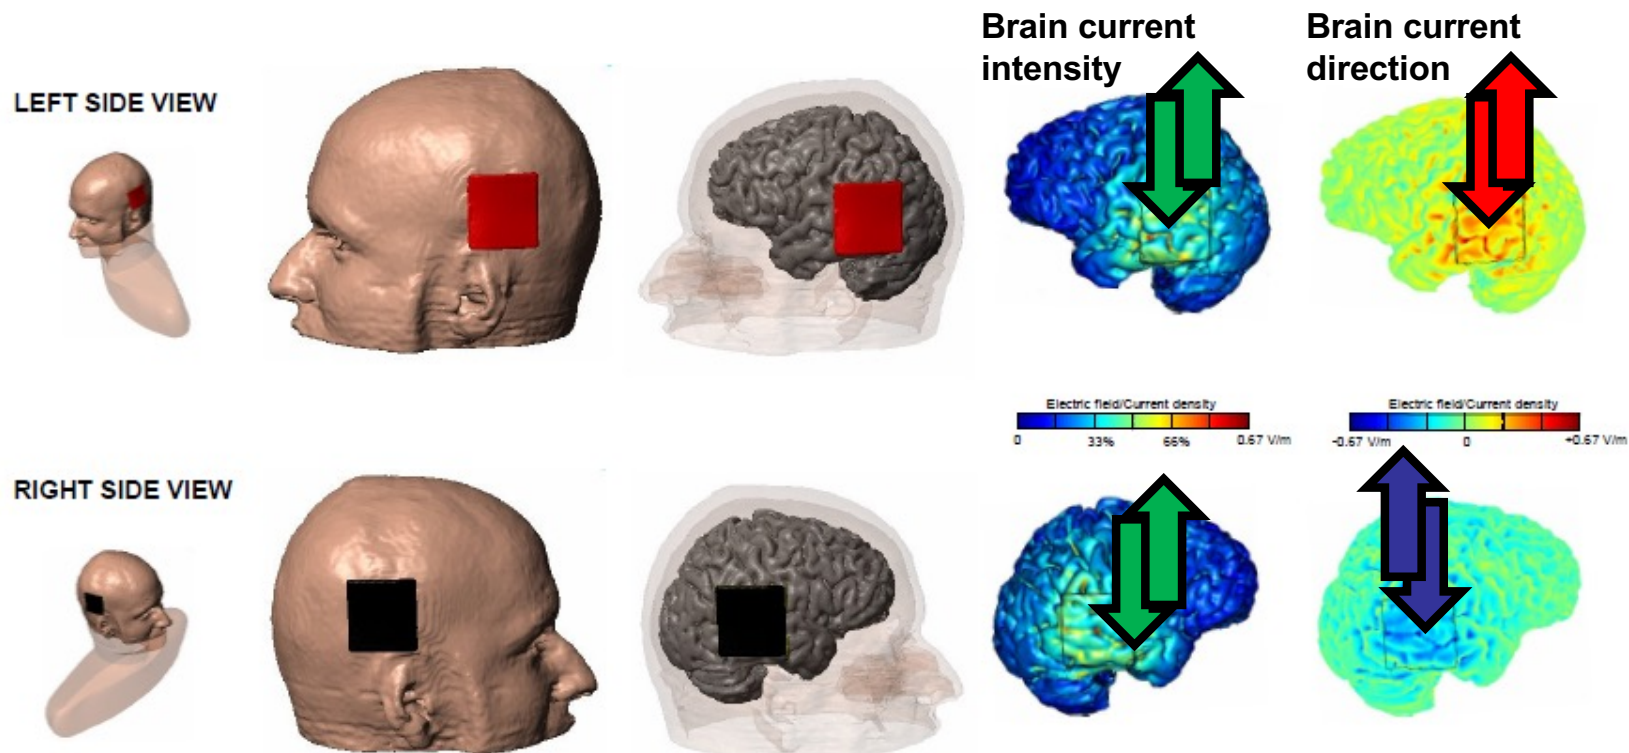 Brain current
intensity
Brain current
direction
LEFT SIDE VIEW
Electric field/Current density
0 33% 66% 0.67 V/m
Electric field/Current density
-0.67 V/m 0 +0.67 V/m
RIGHT SIDE VIEW